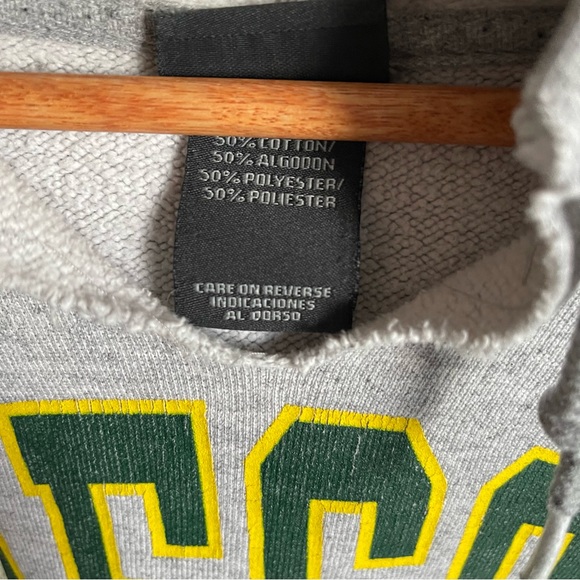 50% COTTON/
50% ALGODON
50% POLYESTER/
50% POLIESTER
CARE ON REVERSE
INDICACIONES
AL DORSO